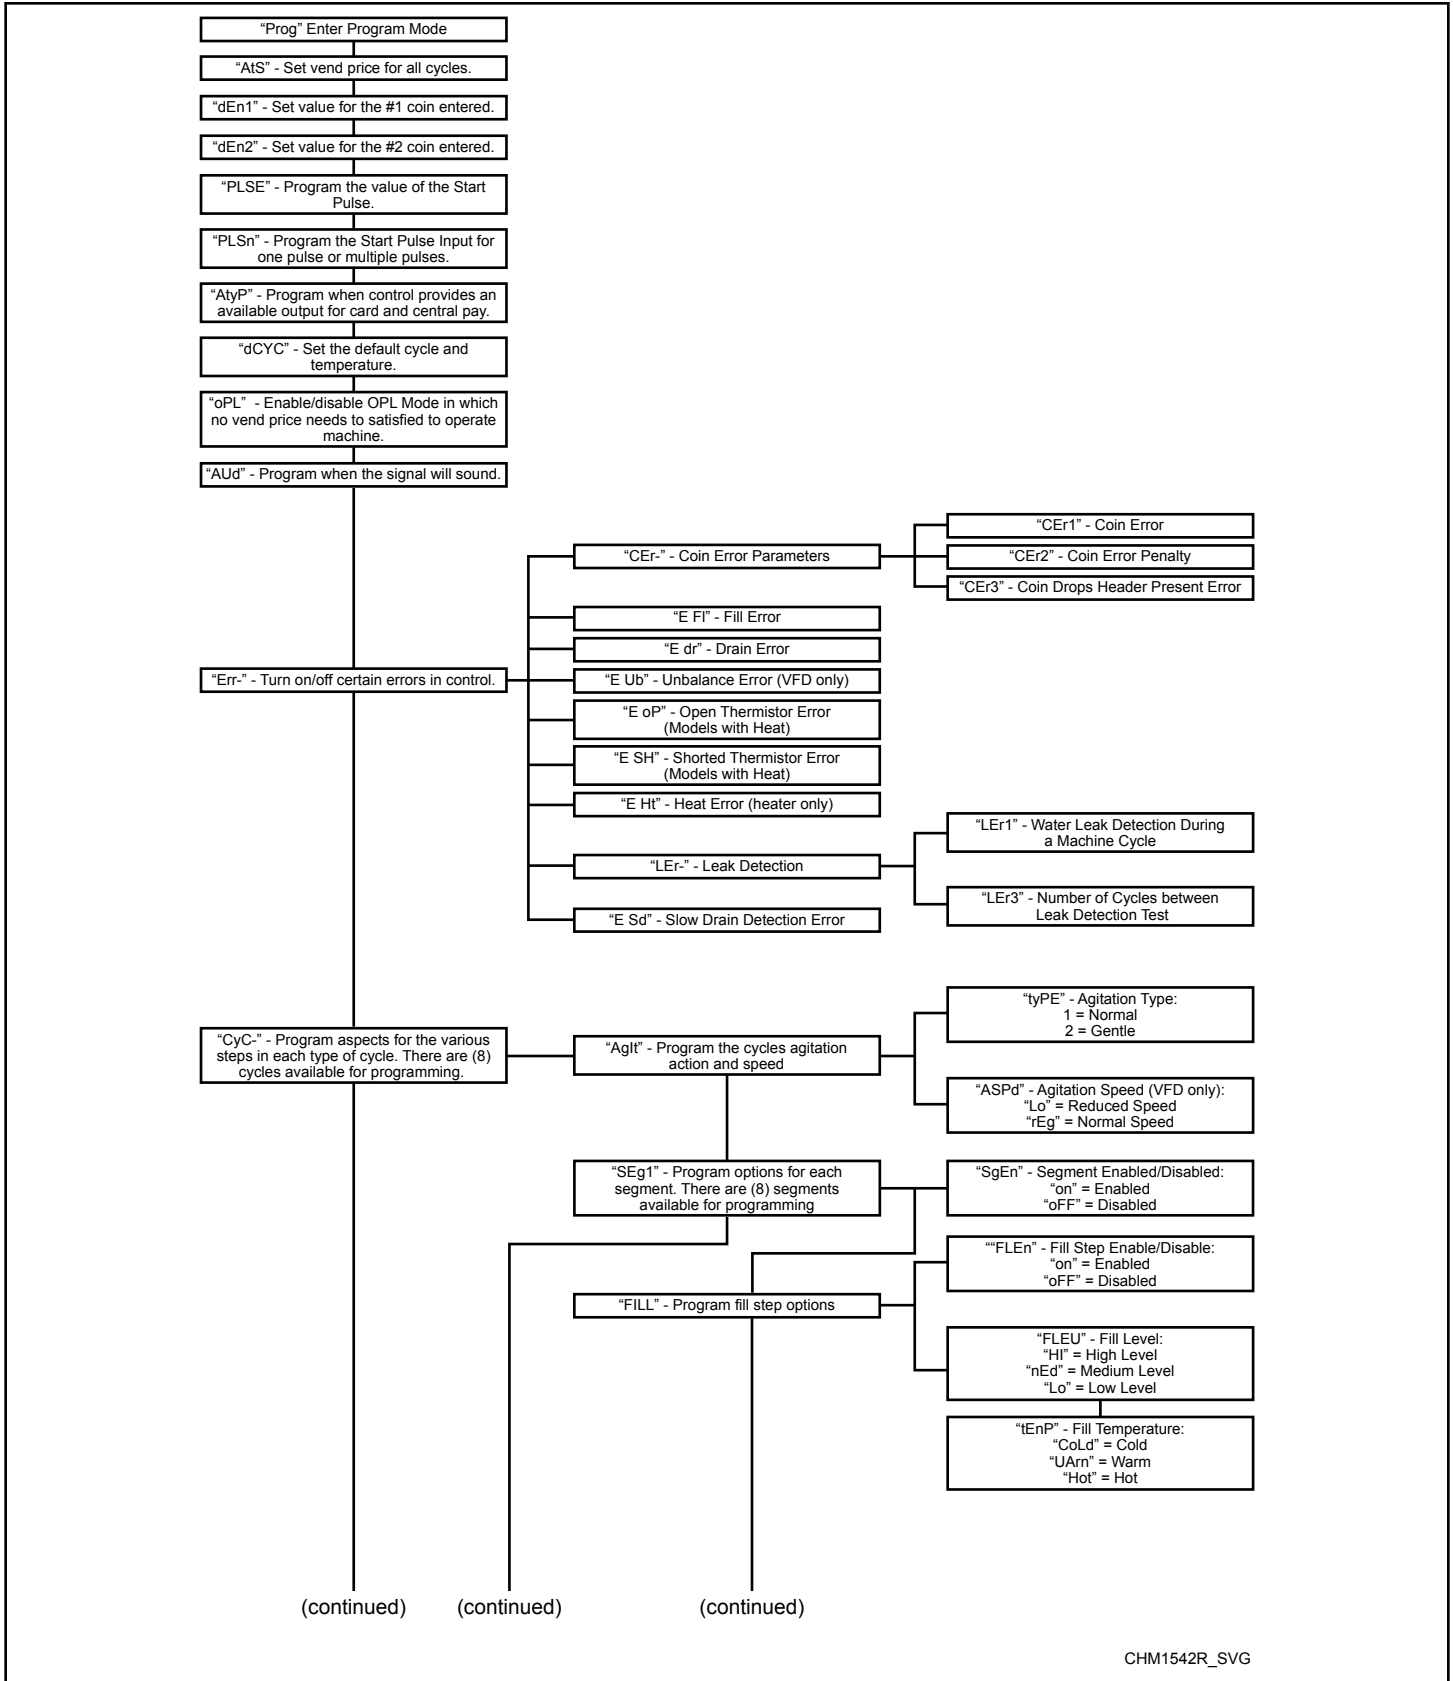 “Prog” Enter Program Mode
“AtS” - Set vend price for all cycles.
“dEn1” - Set value for the #1 coin entered.
“dEn2” - Set value for the #2 coin entered.
“PLSE” - Program the value of the Start
Pulse.
“PLSn” - Program the Start Pulse Input for
one pulse or multiple pulses.
“AtyP” - Program when control provides an
available output for card and central pay.
“dCYC” - Set the default cycle and
temperature.
“oPL” - Enable/disable OPL Mode in which
no vend price needs to satisfied to operate
machine.
“AUd” - Program when the signal will sound.
“Err-” - Turn on/off certain errors in control.
“CEr-” - Coin Error Parameters
“CEr1” - Coin Error
“CEr2” - Coin Error Penalty
“CEr3” - Coin Drops Header Present Error
“E Fl” - Fill Error
“E dr” - Drain Error
“E Ub” - Unbalance Error (VFD only)
“E oP” - Open Thermistor Error
(Models with Heat)
“E SH” - Shorted Thermistor Error
(Models with Heat)
“E Ht” - Heat Error (heater only)
“LEr-” - Leak Detection
“LEr1” - Water Leak Detection During
a Machine Cycle
“LEr3” - Number of Cycles between
Leak Detection Test
“E Sd” - Slow Drain Detection Error
“CyC-” - Program aspects for the various
steps in each type of cycle. There are (8)
cycles available for programming.
“AgIt” - Program the cycles agitation
action and speed
“tyPE” - Agitation Type:
1 = Normal
2 = Gentle
“ASPd” - Agitation Speed (VFD only):
“Lo” = Reduced Speed
“rEg” = Normal Speed
“SEg1” - Program options for each
segment. There are (8) segments
available for programming
“SgEn” - Segment Enabled/Disabled:
“on” = Enabled
“oFF” = Disabled
“FILL” - Program fill step options
““FLEn” - Fill Step Enable/Disable:
“on” = Enabled
“oFF” = Disabled
“FLEU” - Fill Level:
“HI” = High Level
“nEd” = Medium Level
“Lo” = Low Level
“tEnP” - Fill Temperature:
“CoLd” = Cold
“UArn” = Warm
“Hot” = Hot
(continued)
(continued)
(continued)
CHM1542R_SVG